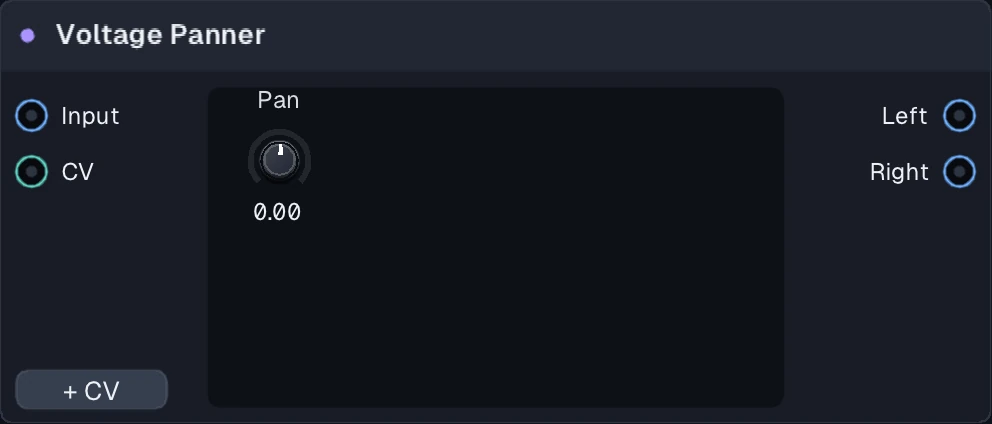 Voltage Panner
Input
CV
Pan
0.00
Left
Right
+ CV